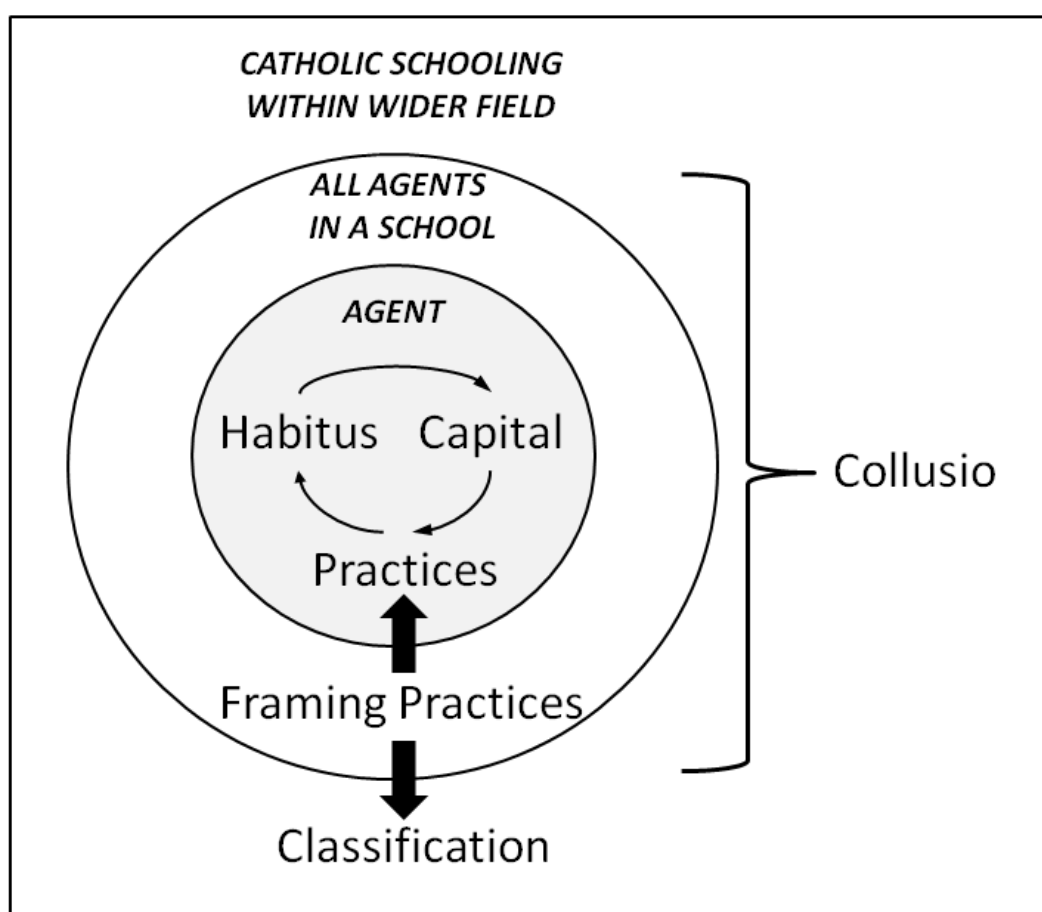 CATHOLIC SCHOOLING
WITHIN WIDER FIELD
ALL AGENTS
IN A SCHOOL
AGENT
Habitus Capital
Practices
Collusio
Framing Practices
Classification